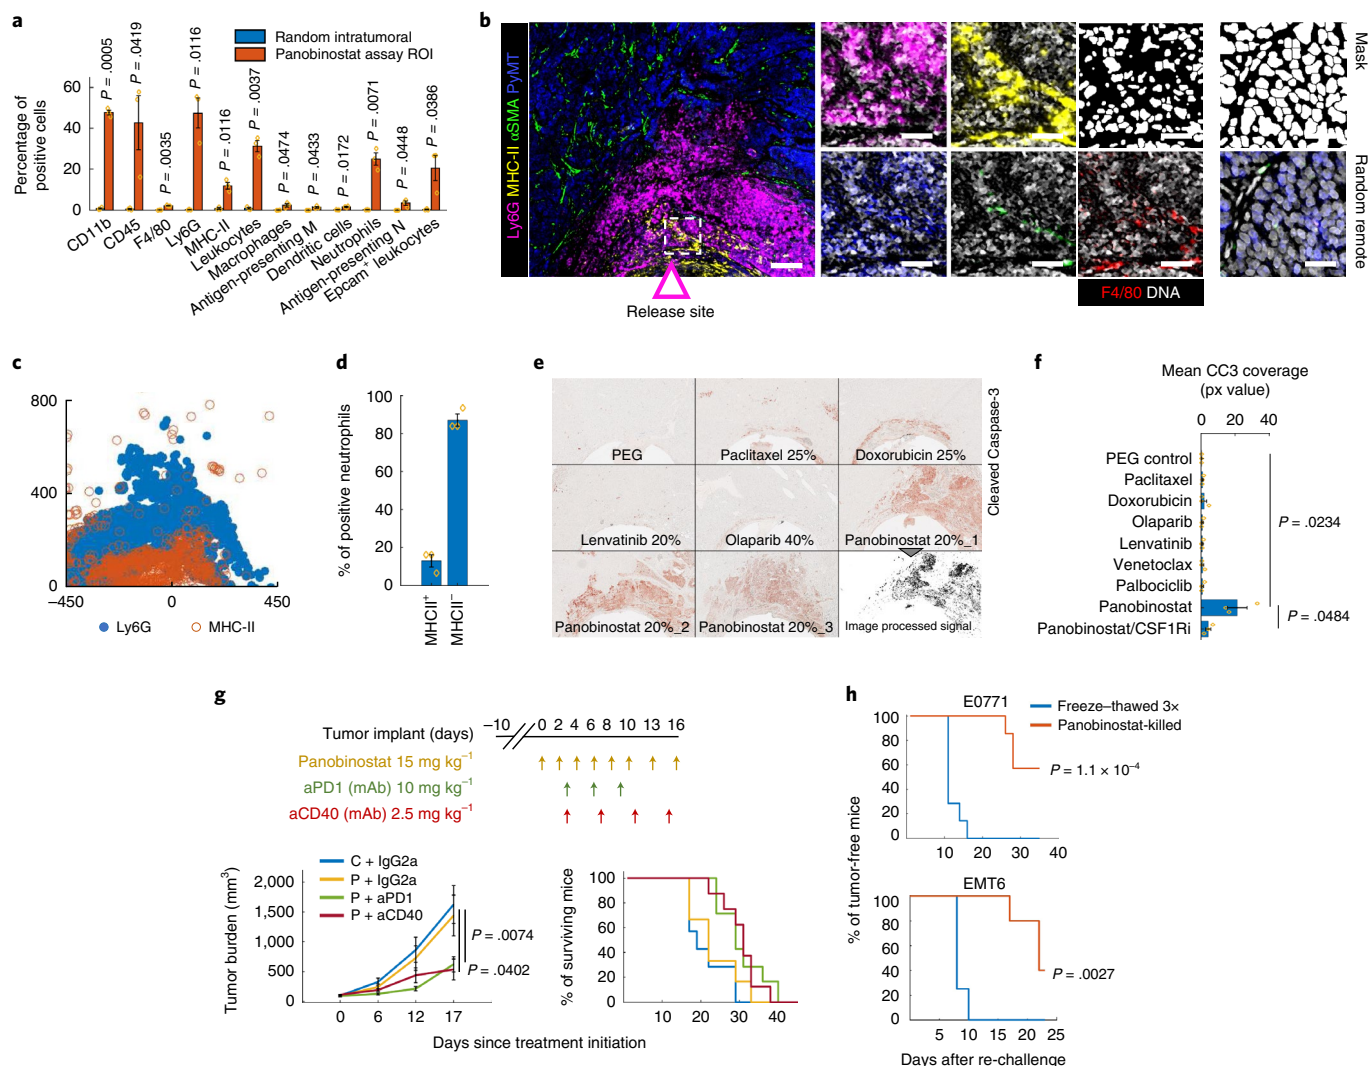 a
Random intratumoral
Panobinostat assay ROI
Percentage of
positive cells
60
40
20
0
P = .0005
P = .0419
P = .0035
P = .0116
P = .0116
P = .0037
P = .0474
P = .0433
P = .0172
P = .0071
P = .0448
P = .0386
CD11b
CD45
F4/80
Ly6G
MHC-II
Leukocytes
Macrophages
Antigen-presenting M
Dendritic cells
Neutrophils
Antigen-presenting N
Epcam+ leukocytes
b
Ly6G MHC-II αSMA PyMT
Release site
F4/80 DNA
Mask
Random remote
c
800
400
0
−450
0
450
Ly6G
MHC-II
d
% of positive neutrophils
100
80
60
40
20
0
MHCII+
MHCII−
e
PEG
Paclitaxel 25%
Doxorubicin 25%
Lenvatinib 20%
Olaparib 40%
Panobinostat 20%_1
Panobinostat 20%_2
Panobinostat 20%_3
Image processed signal
Cleaved Caspase-3
f
Mean CC3 coverage
(px value)
0 20 40
PEG control
Paclitaxel
Doxorubicin
Olaparib
Lenvatinib
Venetoclax
Palbociclib
Panobinostat
Panobinostat/CSF1Ri
P = .0234
P = .0484
g
Tumor implant (days)
−10 0 2 4 6 8 10 13 16
Panobinostat 15 mg kg−1
aPD1 (mAb) 10 mg kg−1
aCD40 (mAb) 2.5 mg kg−1
C + IgG2a
P + IgG2a
P + aPD1
P + aCD40
Tumor burden (mm3)
2,000
1,500
1,000
500
0
0 6 12 17
P = .0074
P = .0402
% of surviving mice
100
80
60
40
20
0
10 20 30 40
Days since treatment initiation
h
E0771
Freeze–thawed 3×
Panobinostat-killed
100
80
60
40
20
0
10 20 30 40
P = 1.1 × 10−4
% of tumor-free mice
EMT6
100
80
60
40
20
0
5 10 15 20 25
P = .0027
Days after re-challenge